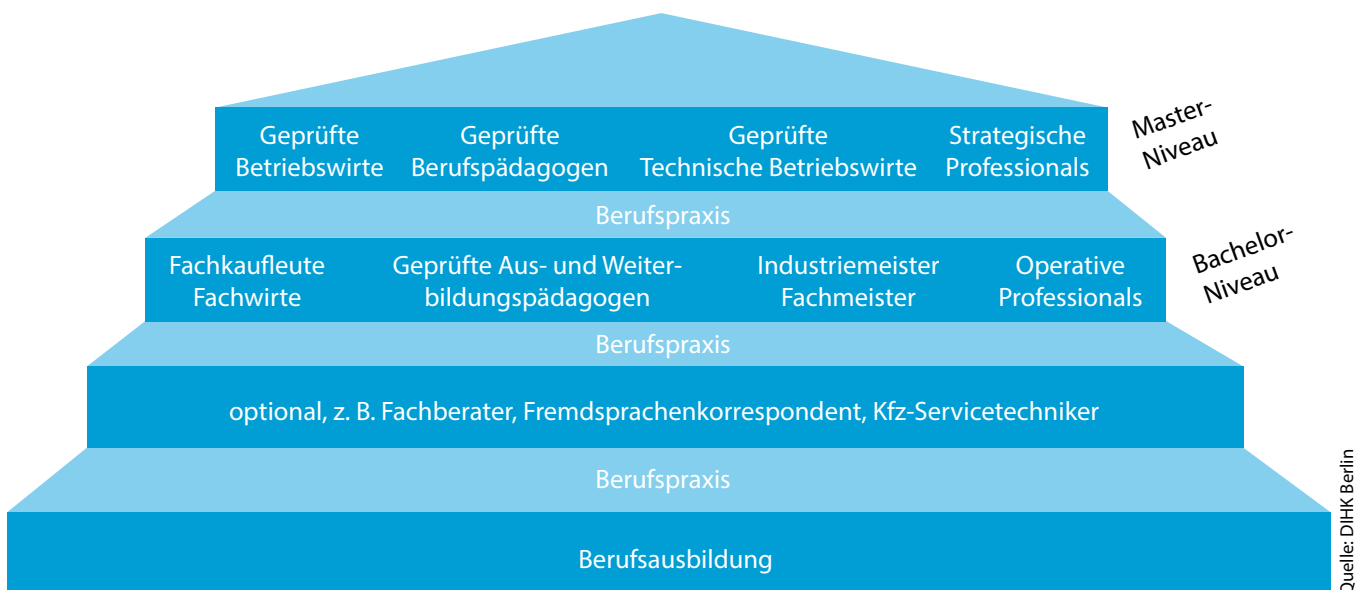 Geprüfte
Betriebswirte
Geprüfte
Berufspädagogen
Geprüfte
Technische Betriebswirte
Strategische
Professionals
Master-
Niveau
Berufspraxis
Fachkaufleute
Fachwirte
Geprüfte Aus- und Weiter-
bildungspädagogen
Industriemeister
Fachmeister
Operative
Professionals
Bachelor-
Niveau
Berufspraxis
optional, z. B. Fachberater, Fremdsprachenkorrespondent, Kfz-Servicetechniker
Berufspraxis
Berufsausbildung
Quelle: DIHK Berlin